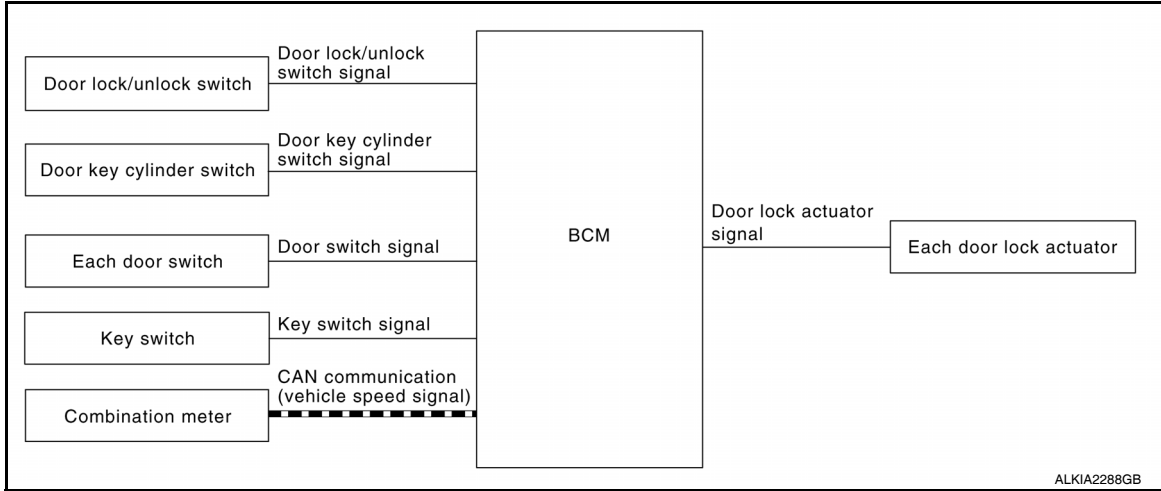 Door lock/unlock switch
Door lock/unlock
switch signal
Door key cylinder switch
Door key cylinder
switch signal
Each door switch
Door switch signal
Key switch
Key switch signal
Combination meter
CAN communication
(vehicle speed signal)
BCM
Door lock actuator
signal
Each door lock actuator
ALKIA2288GB